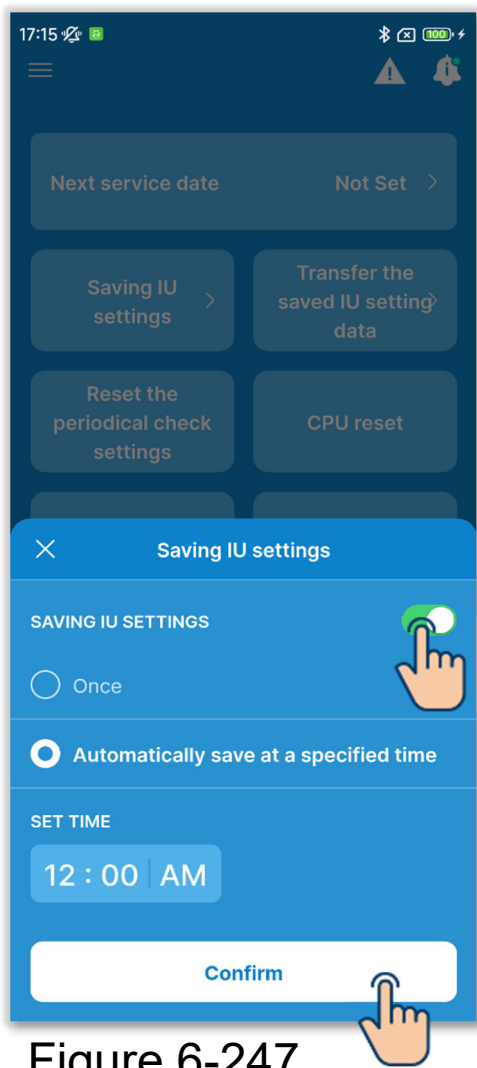 17:15
100
Next service date
Not Set
Saving IU
settings
Transfer the
saved IU setting
data
Reset the
periodical check
settings
CPU reset
Saving IU settings
SAVING IU SETTINGS
Once
Automatically save at a specified time
SET TIME
12 : 00 AM
Confirm
Figure 6-247